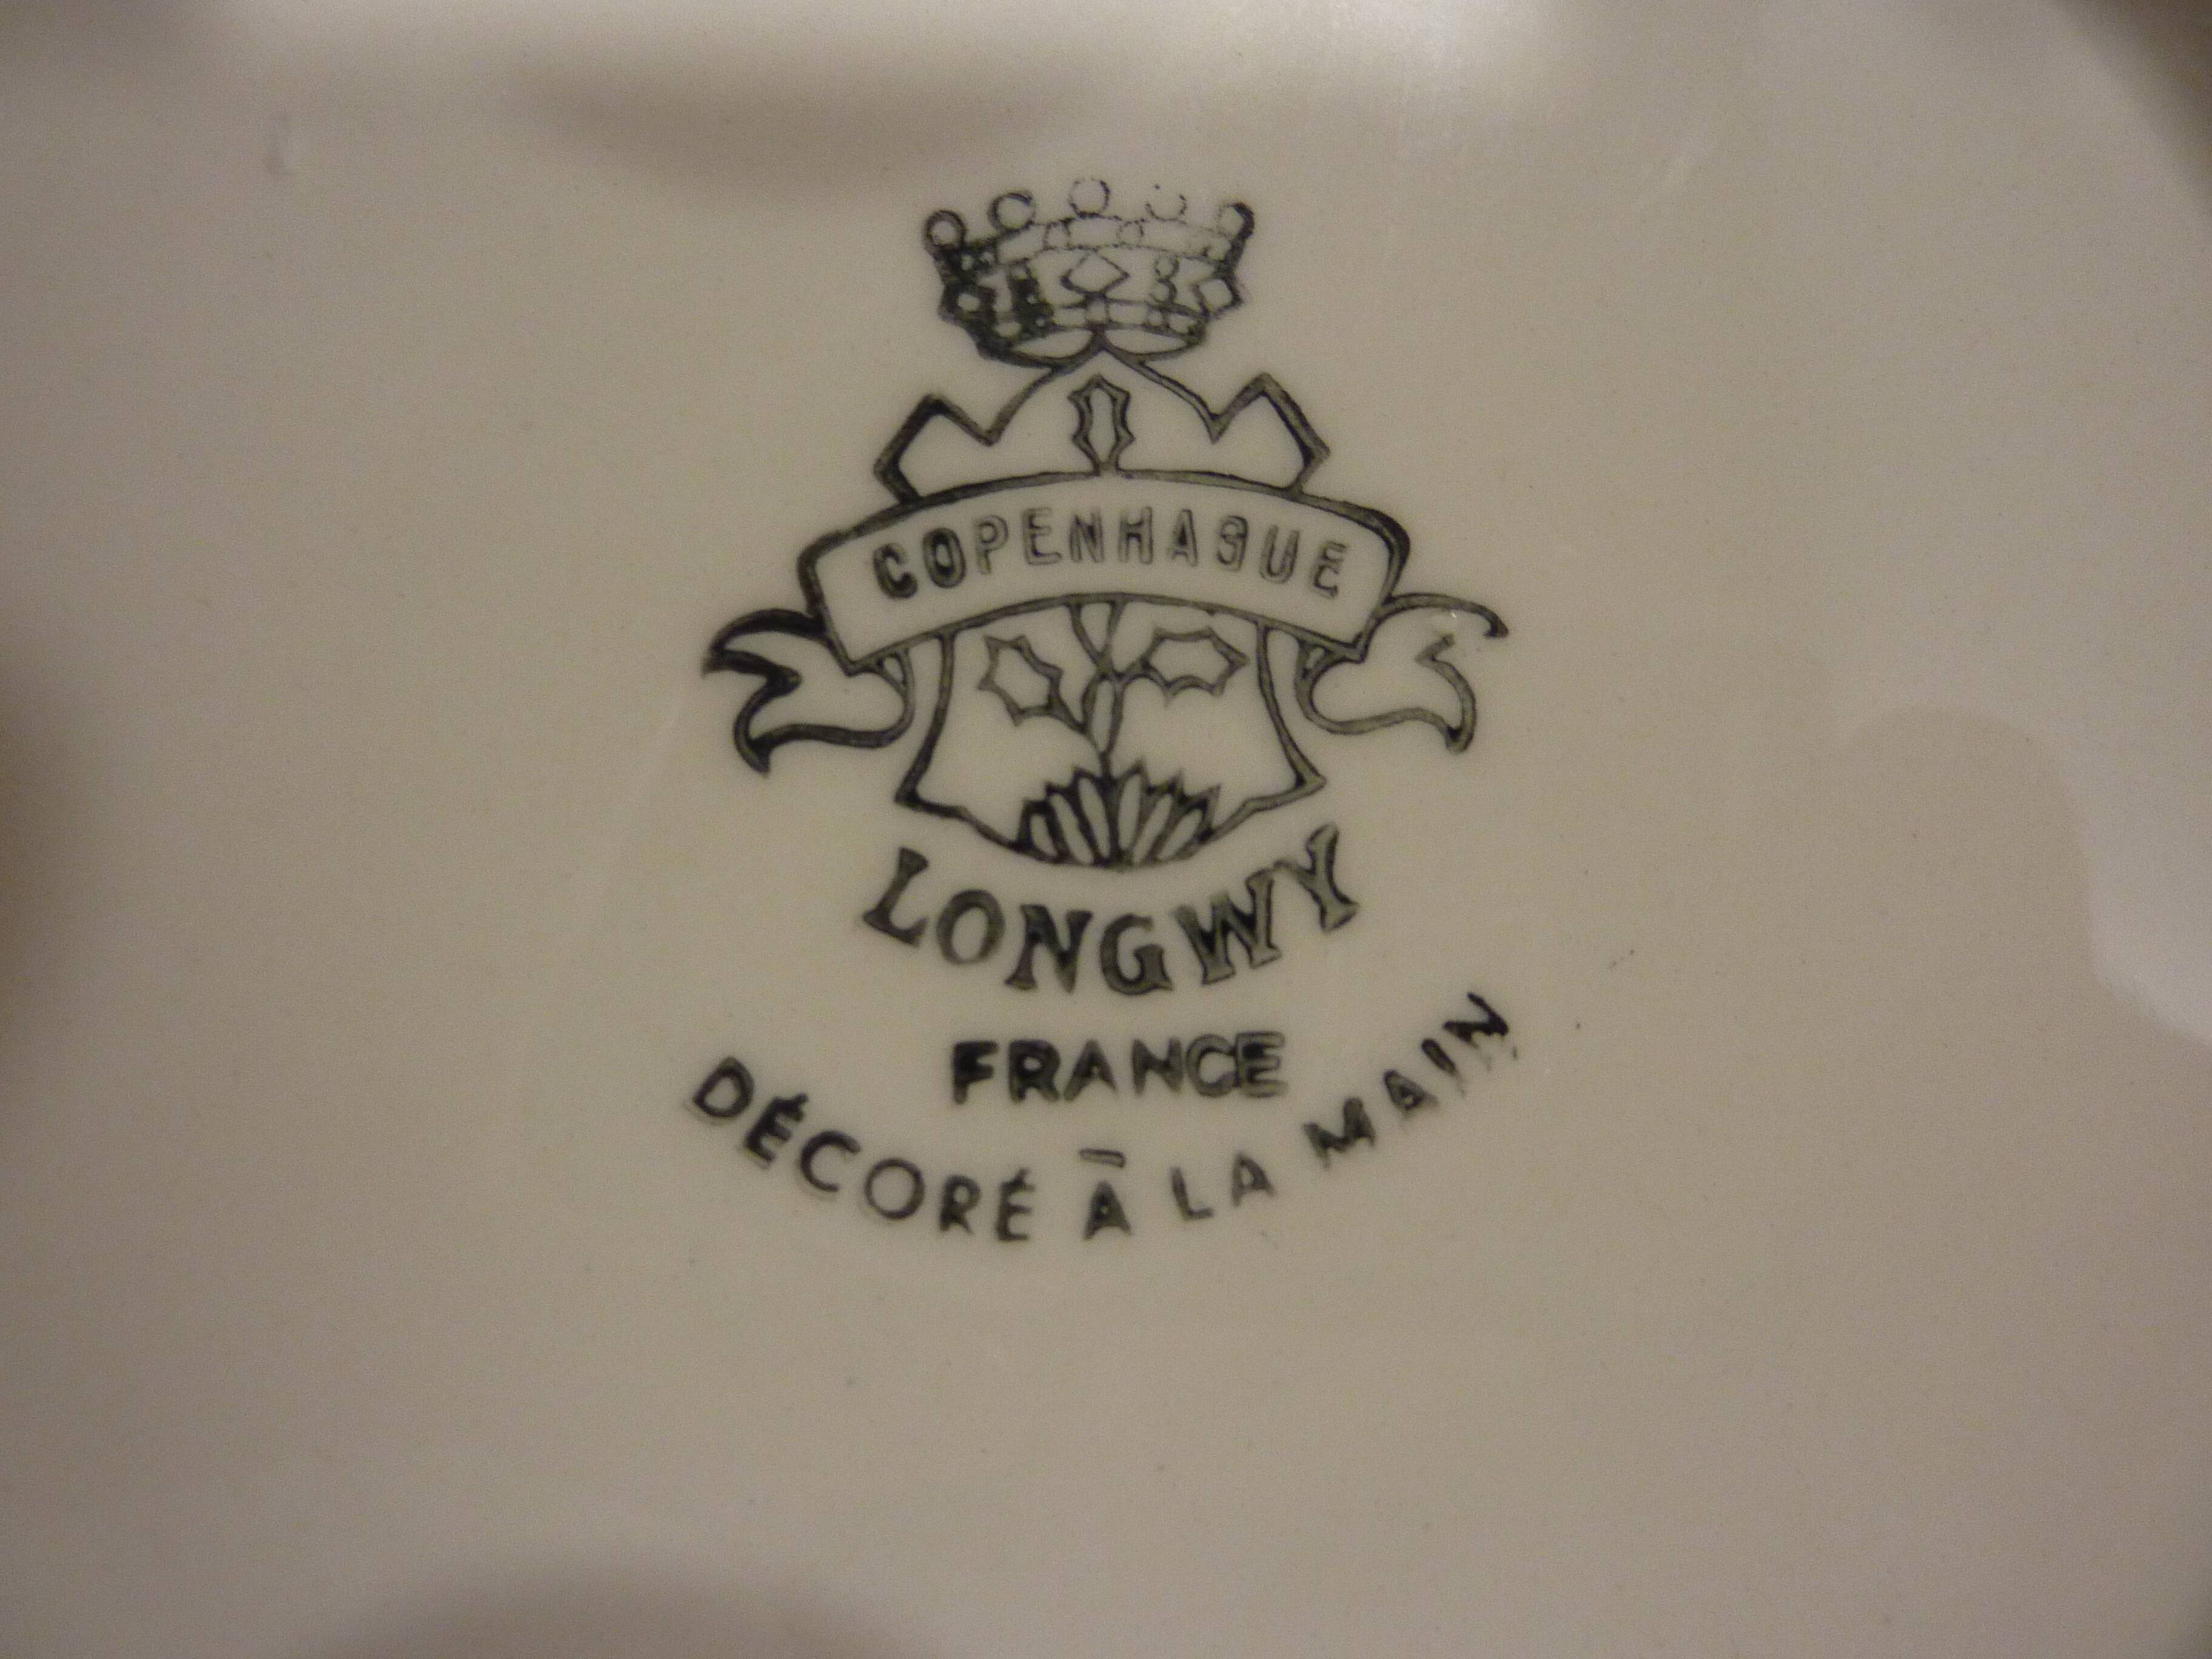 COPENHAGUE
LONGWY
FRANCE
DÉCORÉ À LA MAIN